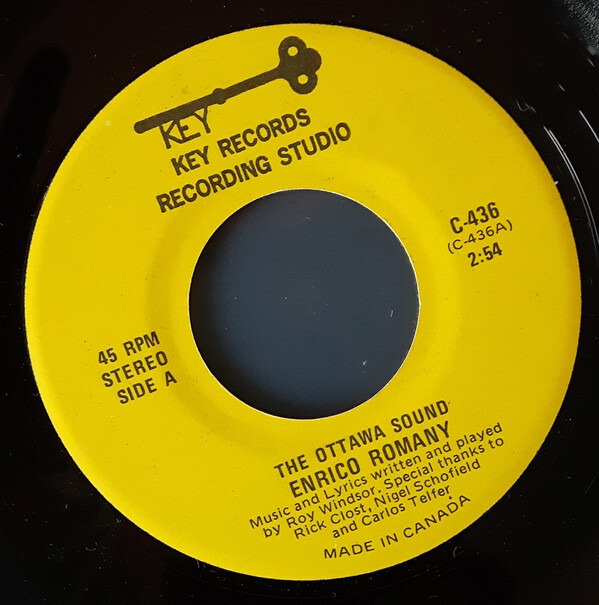 KEY
KEY RECORDS
RECORDING STUDIO
C-436
(C-436A)
2:54
45 RPM
STEREO
SIDE A
THE OTTAWA SOUND
ENRICO ROMANY
Music and Lyrics written and played
by Roy Windsor, Special thanks to
Rick Clost, Nigel Schofield
and Carlos Telfer
MADE IN CANADA